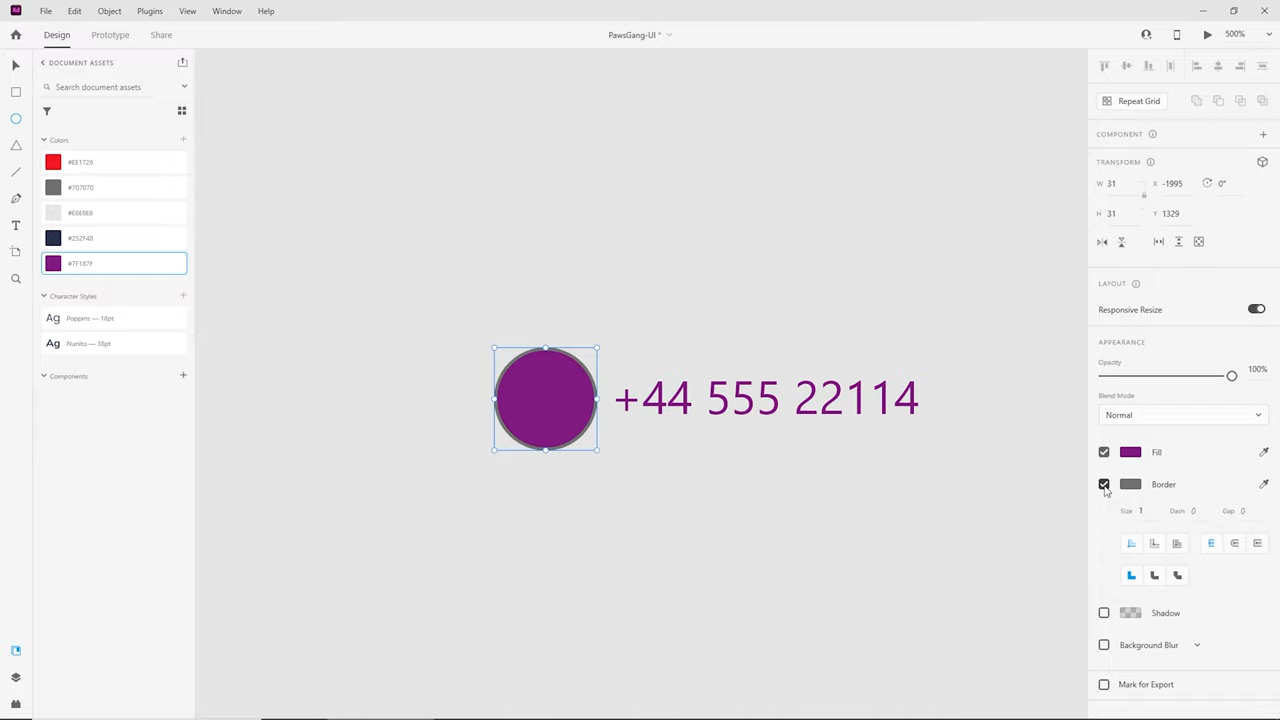 Xd File Edit Object Plugins View Window Help
Design Prototype Share PawsGang-UI * 500%
DOCUMENT ASSETS
Search document assets
Colors
#EE1726
#707070
#E6E6E6
#252F48
#7F187F
Character Styles
Ag Poppins — 16pt
Ag Nunito — 36pt
Components
+44 555 22114
Repeat Grid
COMPONENT
TRANSFORM
W 31 X -1995 0°
H 31 Y 1329
LAYOUT
Responsive Resize
APPEARANCE
Opacity
100%
Blend Mode
Normal
Fill
Border
Size 1 Dash 0 Gap 0
Shadow
Background Blur
Mark for Export